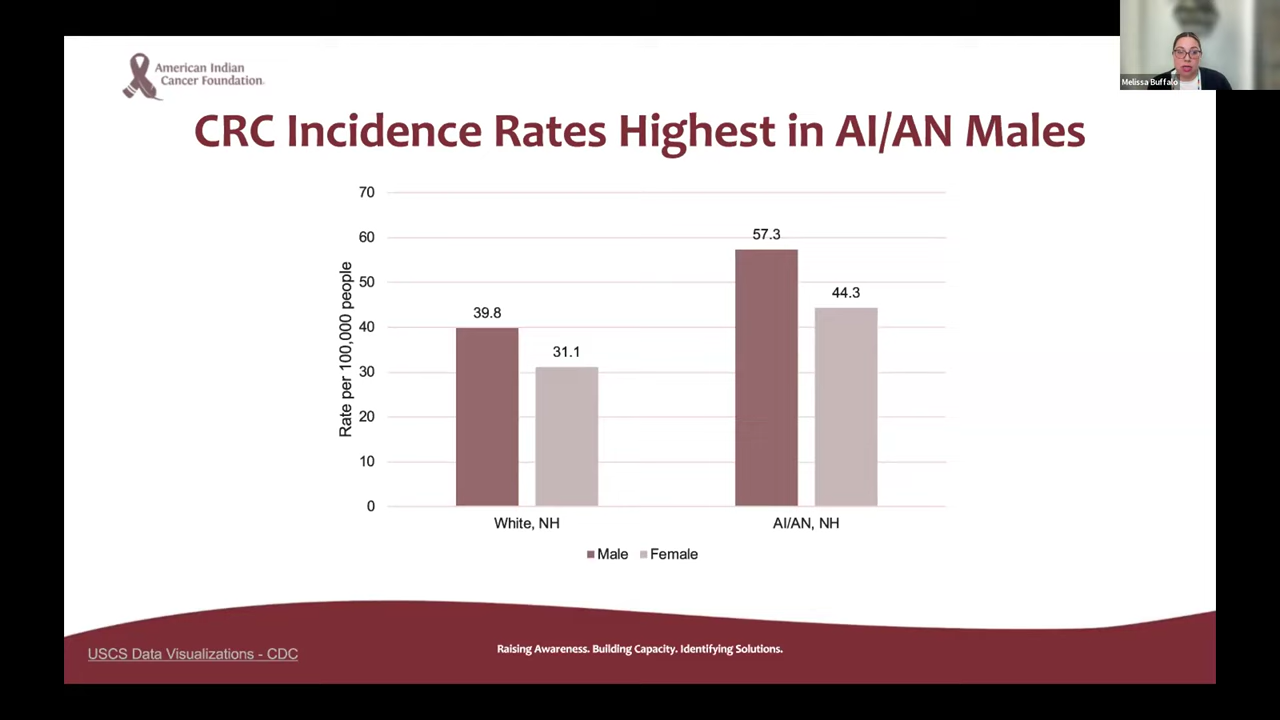 American Indian
Cancer Foundation.
Melissa Buffalo
CRC Incidence Rates Highest in AI/AN Males
Rate per 100,000 people
70
60
50
40
30
20
10
0
39.8
31.1
57.3
44.3
White, NH
AI/AN, NH
Male Female
USCS Data Visualizations - CDC
Raising Awareness. Building Capacity. Identifying Solutions.